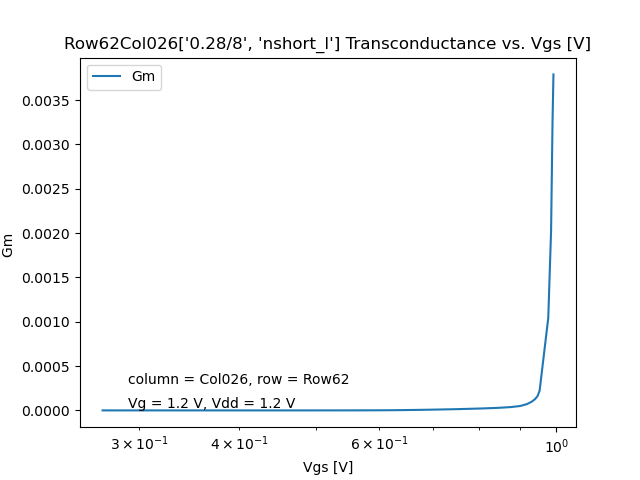 Row62Col026['0.28/8', 'nshort_l'] Transconductance vs. Vgs [V]
Gm
0.0035
0.0030
0.0025
0.0020
0.0015
0.0010
0.0005
0.0000
Gm
column = Col026, row = Row62
Vg = 1.2 V, Vdd = 1.2 V
3 × 10⁻¹ 4 × 10⁻¹ 6 × 10⁻¹ 10⁰
Vgs [V]